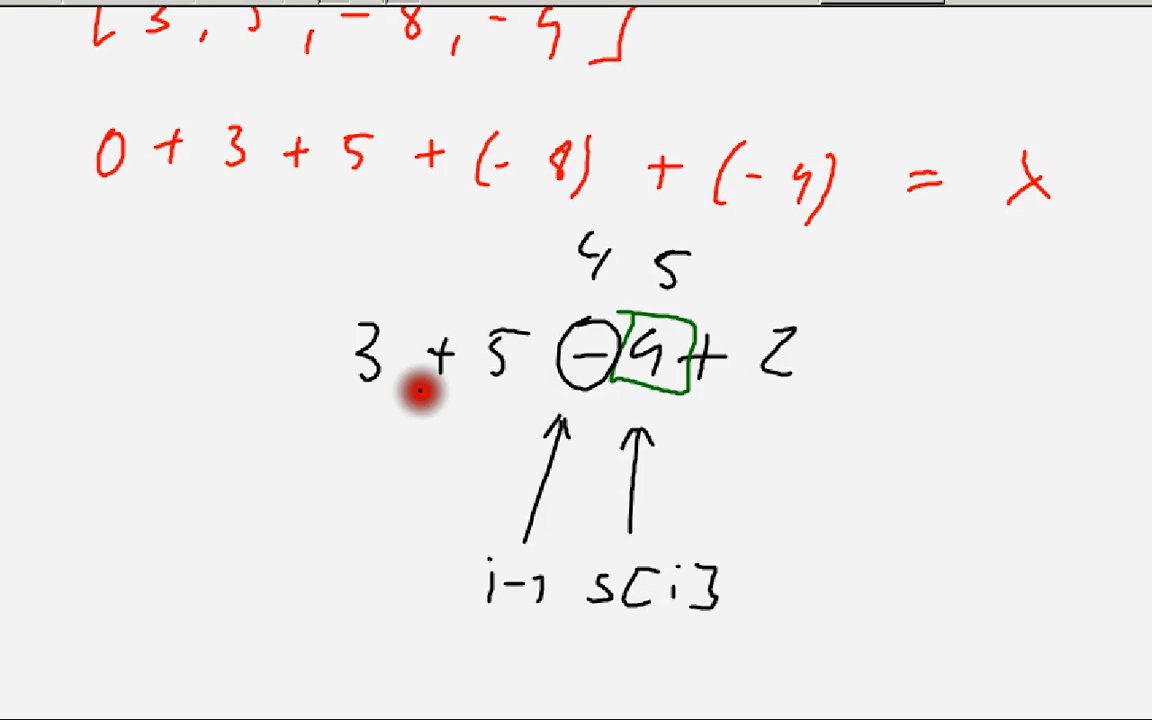 [ 3 , 5 , - 8 , - 4 ]
0 + 3 + 5 + (- 8) + (- 4) = x
4 5
3 + 5 - 4 + 2
i-1 s[i]